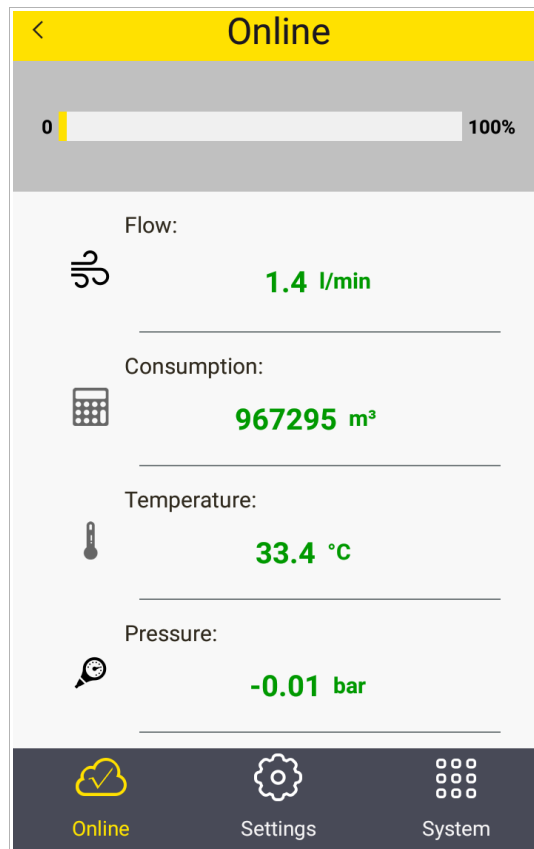 Online
0 100%
Flow:
1.4 l/min
Consumption:
967295 m³
Temperature:
33.4 °C
Pressure:
-0.01 bar
Online Settings System